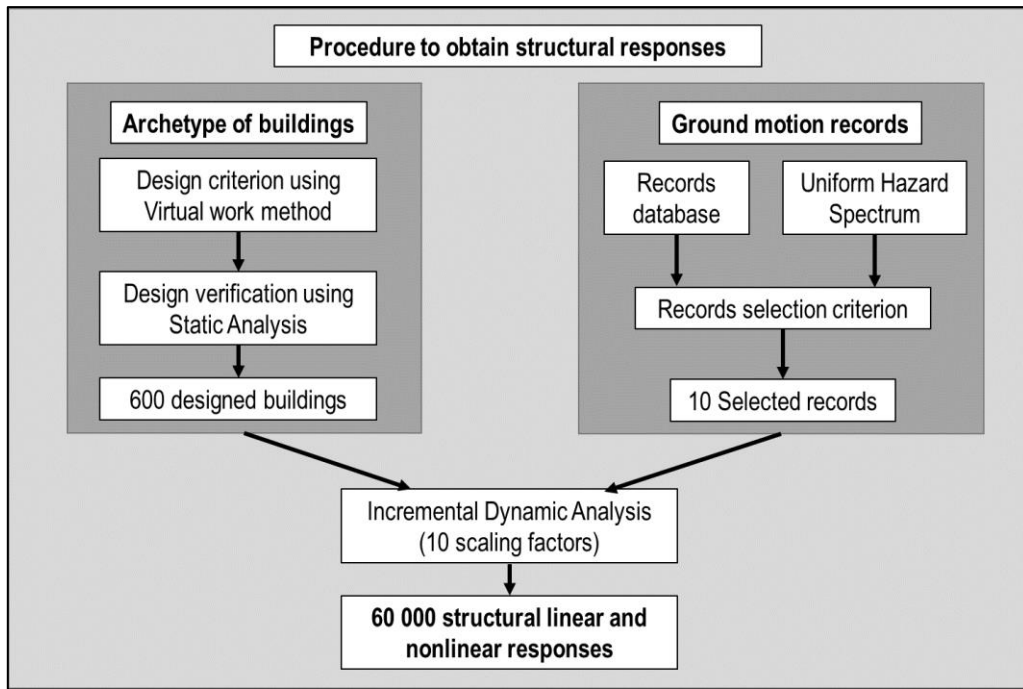 Procedure to obtain structural responses
Archetype of buildings
Design criterion using
Virtual work method
Design verification using
Static Analysis
600 designed buildings
Ground motion records
Records
database
Uniform Hazard
Spectrum
Records selection criterion
10 Selected records
Incremental Dynamic Analysis
(10 scaling factors)
60 000 structural linear and
nonlinear responses